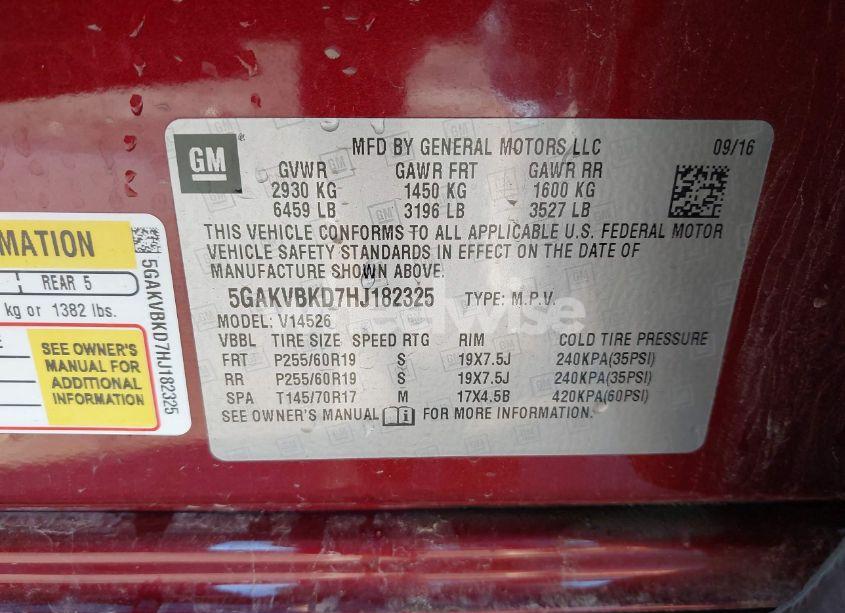 GM
MFD BY GENERAL MOTORS LLC 09/16
GVWR GAWR FRT GAWR RR
2930 KG 1450 KG 1600 KG
6459 LB 3196 LB 3527 LB
THIS VEHICLE CONFORMS TO ALL APPLICABLE U.S. FEDERAL MOTOR
VEHICLE SAFETY STANDARDS IN EFFECT ON THE DATE OF
MANUFACTURE SHOWN ABOVE.
5GAKVBKD7HJ182325 TYPE: M.P.V.
MODEL: V14526
VBBL TIRE SIZE SPEED RTG RIM COLD TIRE PRESSURE
FRT P255/60R19 S 19X7.5J 240KPA(35PSI)
RR P255/60R19 S 19X7.5J 240KPA(35PSI)
SPA T145/70R17 M 17X4.5B 420KPA(60PSI)
SEE OWNER'S MANUAL FOR MORE INFORMATION.
MATION
REAR 5
kg or 1382 lbs.
SEE OWNER'S
MANUAL FOR
ADDITIONAL
INFORMATION
5GAKVBKD7HJ182325